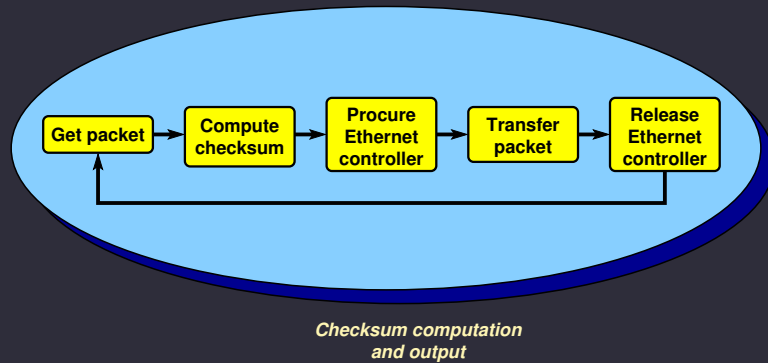 Get packet
Compute
checksum
Procure
Ethernet
controller
Transfer
packet
Release
Ethernet
controller
Checksum computation
and output